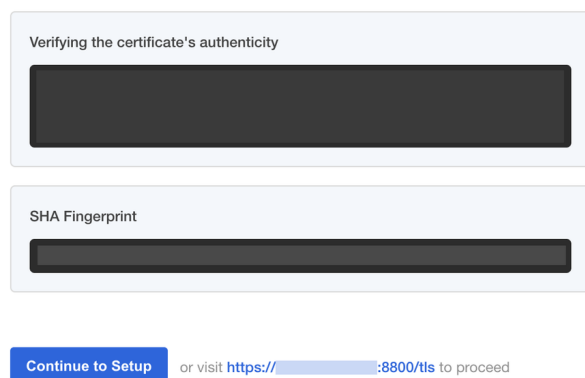 Verifying the certificate's authenticity
SHA Fingerprint
Continue to Setup or visit https:// :8800/tls to proceed